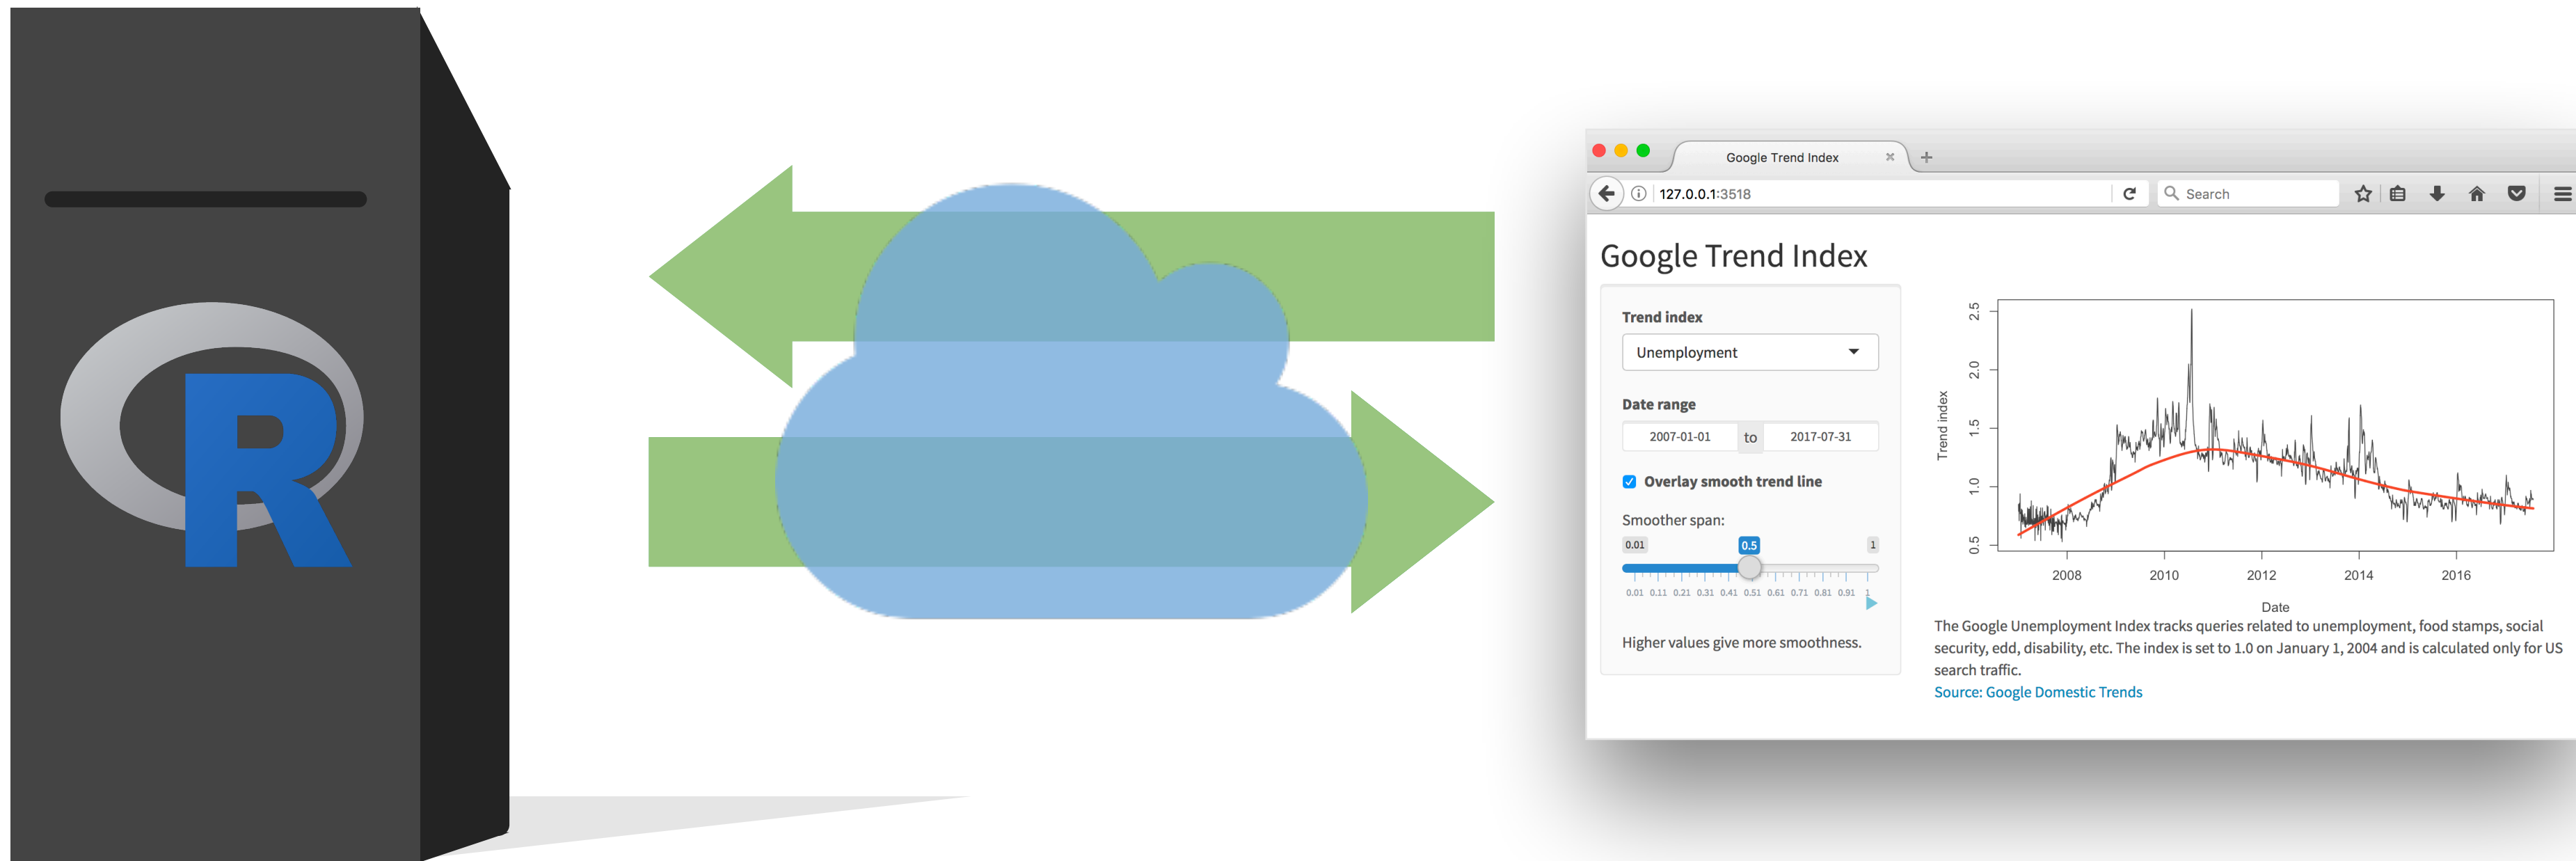 R
Google Trend Index
127.0.0.1:3518
Search
Google Trend Index
Trend index
Unemployment
Date range
2007-01-01 to 2017-07-31
Overlay smooth trend line
Smoother span:
0.01 0.5 1
0.01 0.11 0.21 0.31 0.41 0.51 0.61 0.71 0.81 0.91 1
Higher values give more smoothness.
Trend index
2.5
2.0
1.5
1.0
0.5
2008 2010 2012 2014 2016
Date
The Google Unemployment Index tracks queries related to unemployment, food stamps, social
security, edd, disability, etc. The index is set to 1.0 on January 1, 2004 and is calculated only for US
search traffic.
Source: Google Domestic Trends